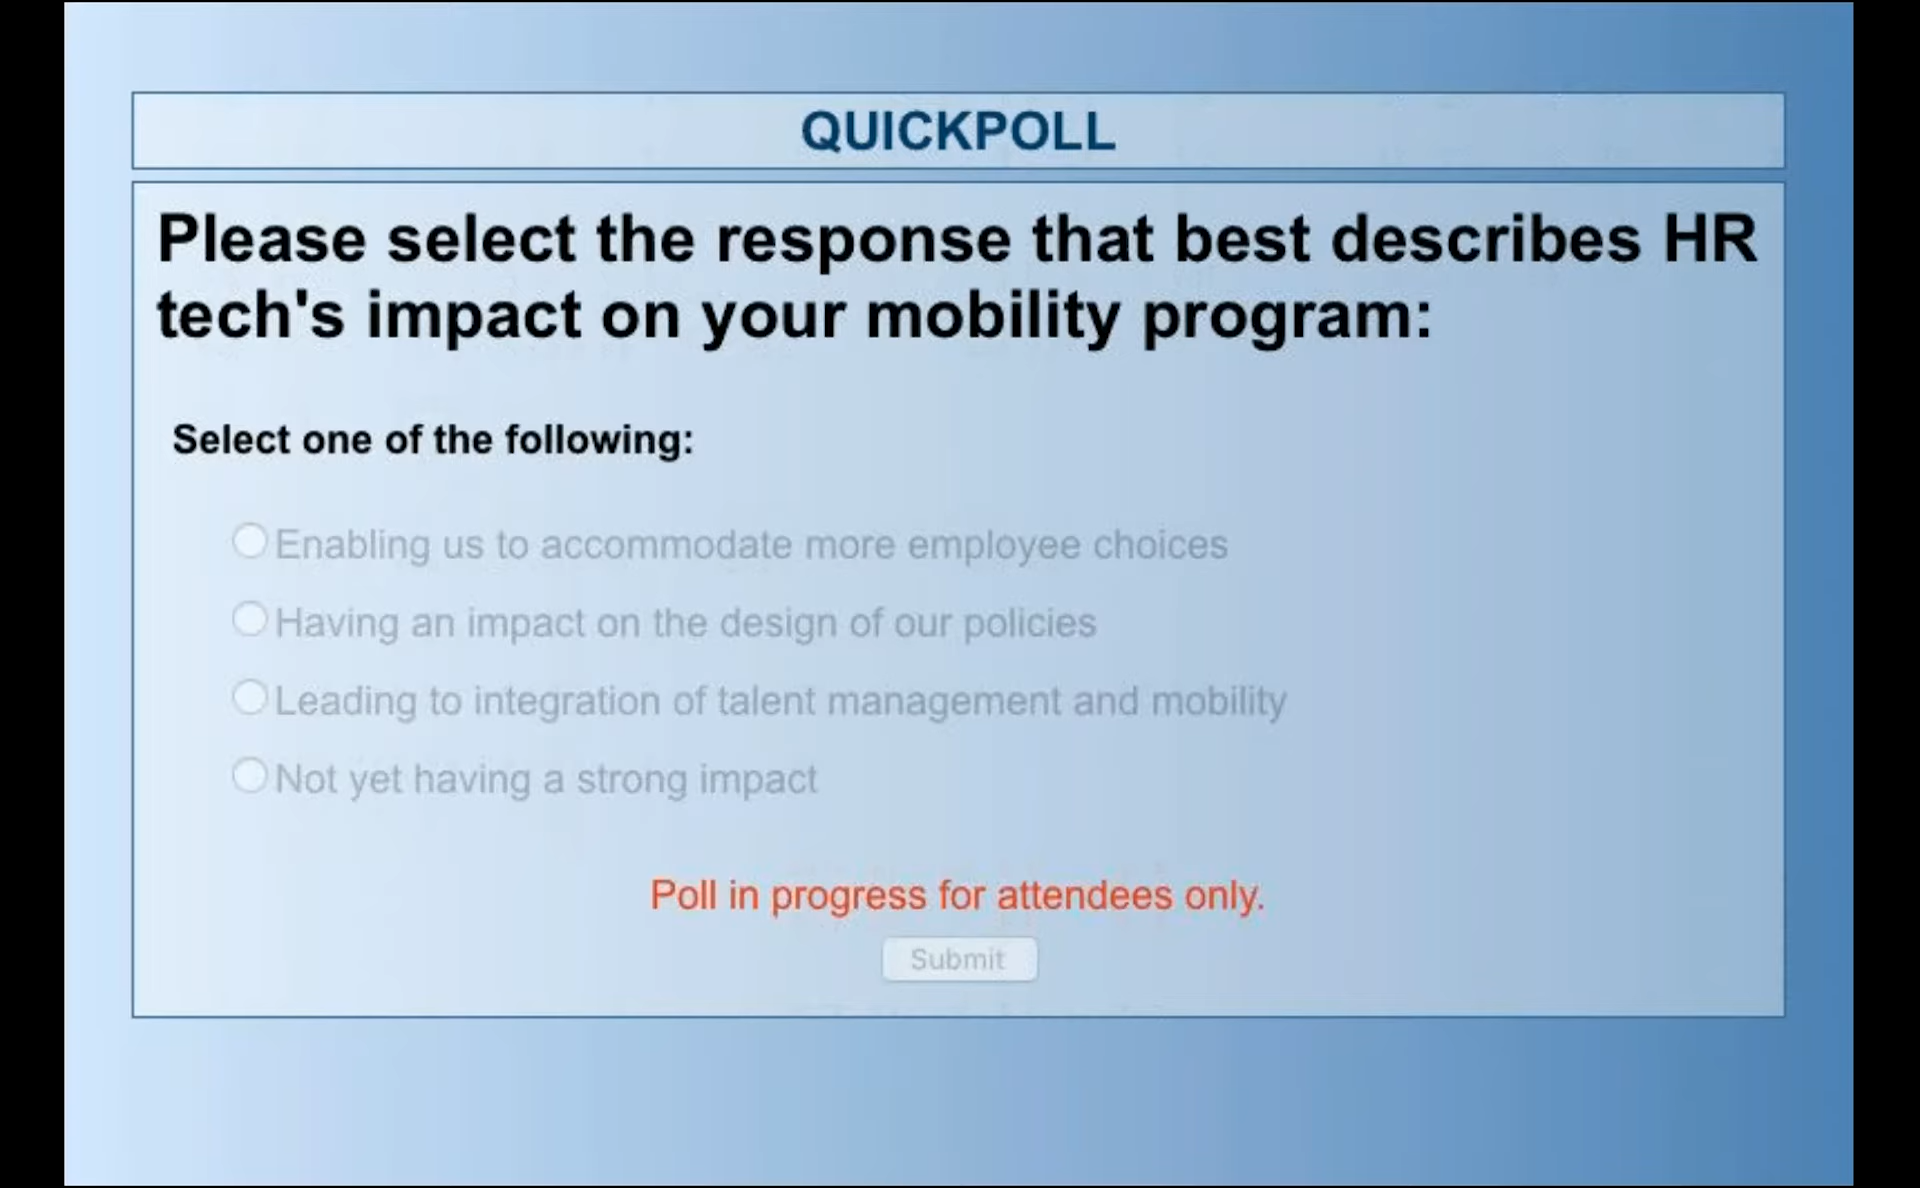 QUICKPOLL
Please select the response that best describes HR
tech's impact on your mobility program:
Select one of the following:
Enabling us to accommodate more employee choices
Having an impact on the design of our policies
Leading to integration of talent management and mobility
Not yet having a strong impact
Poll in progress for attendees only.
Submit